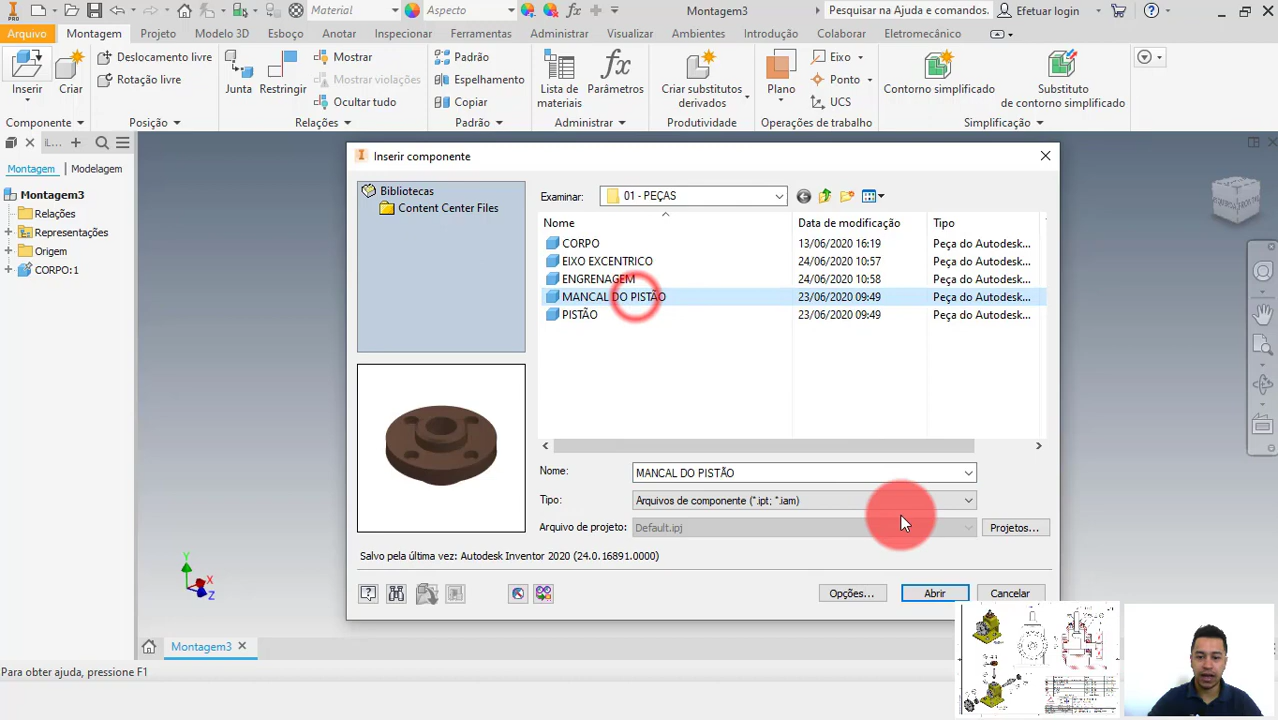 PRO
Material
Aspecto
Montagem3
Pesquisar na Ajuda e comandos.
Efetuar login
Arquivo Montagem Projeto Modelo 3D Esboço Anotar Inspecionar Ferramentas Administrar Visualizar Ambientes Introdução Colaborar Eletromecânico
Inserir
Criar
Deslocamento livre
Rotação livre
Junta
Restringir
Mostrar
Mostrar violações
Ocultar tudo
Padrão
Espelhamento
Copiar
Lista de
materiais
Parâmetros
Criar substitutos
derivados
Plano
Eixo
Ponto
UCS
Contorno simplificado
Substituto
de contorno simplificado
Componente Posição Relações Padrão Administrar Produtividade Operações de trabalho Simplificação
iL...
Montagem Modelagem
Montagem3
Relações
Representações
Origem
CORPO:1
Inserir componente
Bibliotecas
Content Center Files
Examinar: 01 - PEÇAS
Nome Data de modificação Tipo
CORPO 13/06/2020 16:19 Peça do Autodesk...
EIXO EXCENTRICO 24/06/2020 10:57 Peça do Autodesk...
ENGRENAGEM 24/06/2020 10:58 Peça do Autodesk...
MANCAL DO PISTÃO 23/06/2020 09:49 Peça do Autodesk...
PISTÃO 23/06/2020 09:49 Peça do Autodesk...
Nome: MANCAL DO PISTÃO
Tipo: Arquivos de componente (*.ipt; *.iam)
Arquivo de projeto: Default.ipj Projetos...
Salvo pela última vez: Autodesk Inventor 2020 (24.0.16891.0000)
Opções... Abrir Cancelar
Y
X
Z
Montagem3
Para obter ajuda, pressione F1